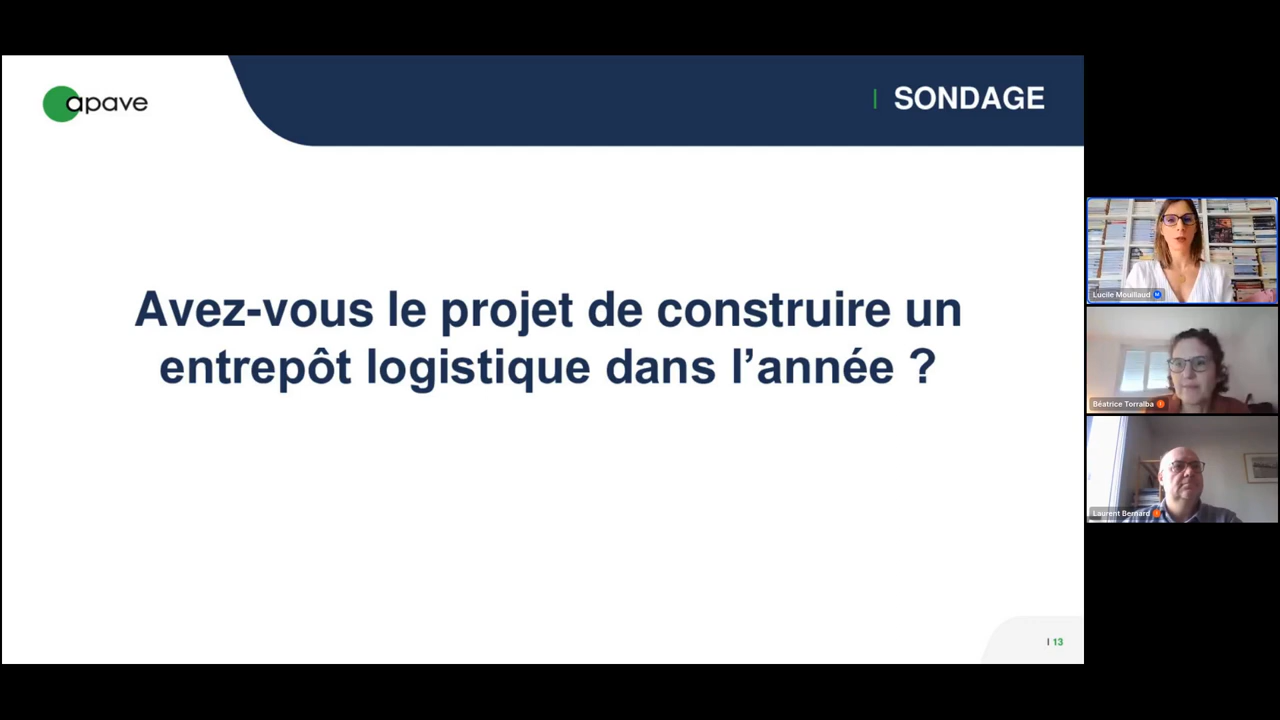 apave
SONDAGE
Avez-vous le projet de construire un
entrepôt logistique dans l’année ?
I 13
Lucile Mouillaud M
Béatrice Torralba
Laurent Bernard